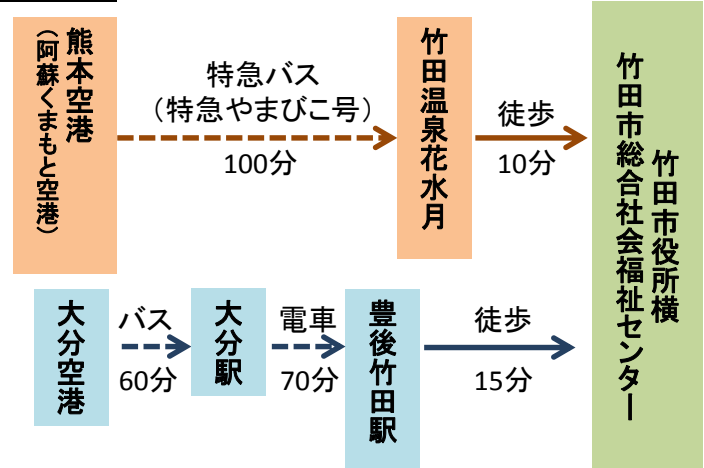 熊本空港
（阿蘇くまもと空港）
特急バス
（特急やまびこ号）
100分
竹田温泉花水月
徒歩
10分
竹田市役所横
竹田市総合社会福祉センター
大分空港
バス
60分
大分駅
電車
70分
豊後竹田駅
徒歩
15分